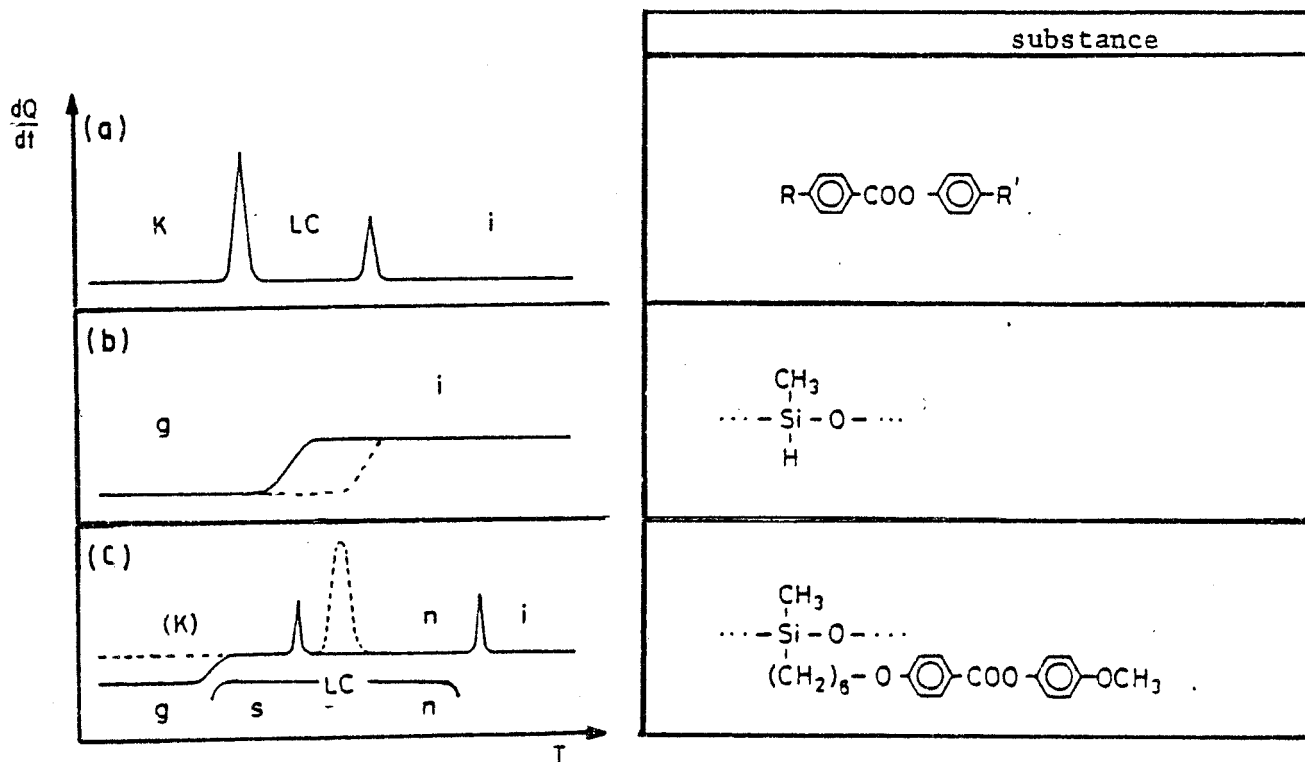 dQ
dt
(a)
K LC i
(b)
g i
(C)
(K) n i
LC
g s n
T
substance
R- -COO -R'
CH3
··· -Si-O- ···
H
CH3
··· -Si-O- ···
(CH2)6-O -COO -OCH3